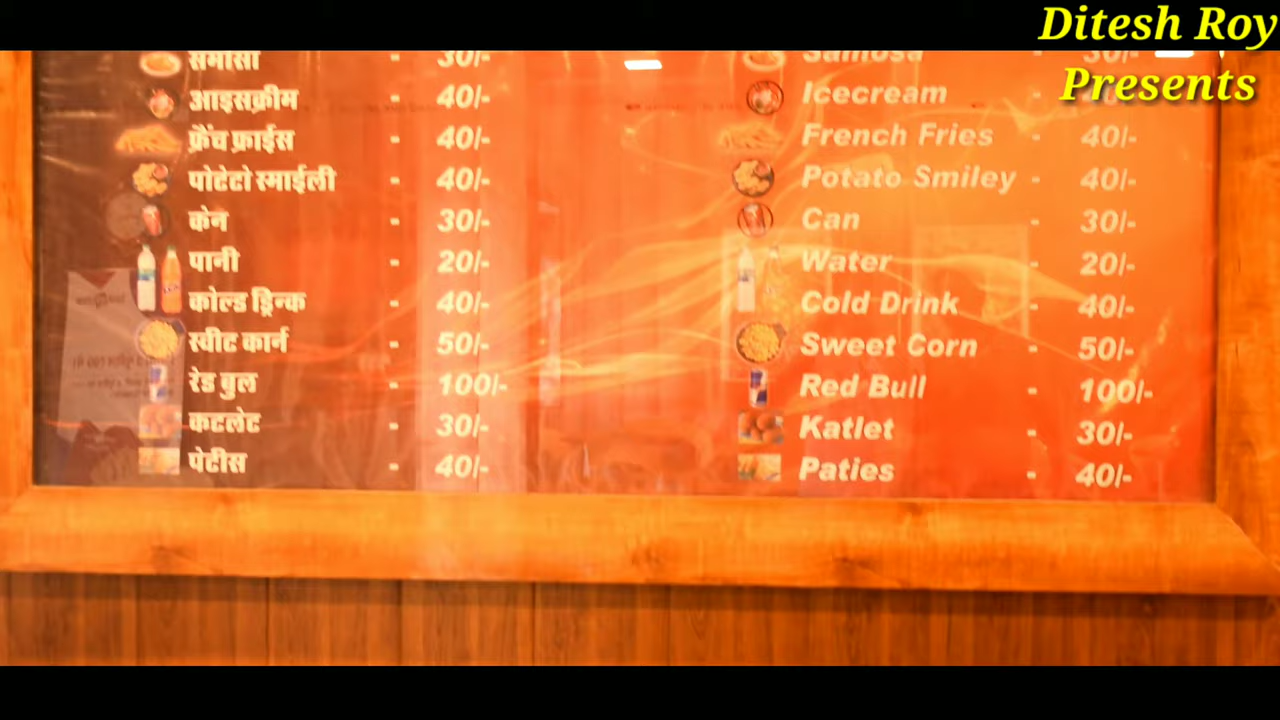 Ditesh Roy
Presents
समोसा - 30/- Samosa - 30/-
आइसक्रीम - 40/- Icecream
फ्रैंच फ्राईस - 40/- French Fries - 40/-
पोटेटो स्माईली - 40/- Potato Smiley - 40/-
केन - 30/- Can - 30/-
पानी - 20/- Water - 20/-
कोल्ड ड्रिन्क - 40/- Cold Drink - 40/-
स्वीट कार्न - 50/- Sweet Corn - 50/-
रेड बुल - 100/- Red Bull - 100/-
कटलेट - 30/- Katlet - 30/-
पेटीस - 40/- Paties - 40/-